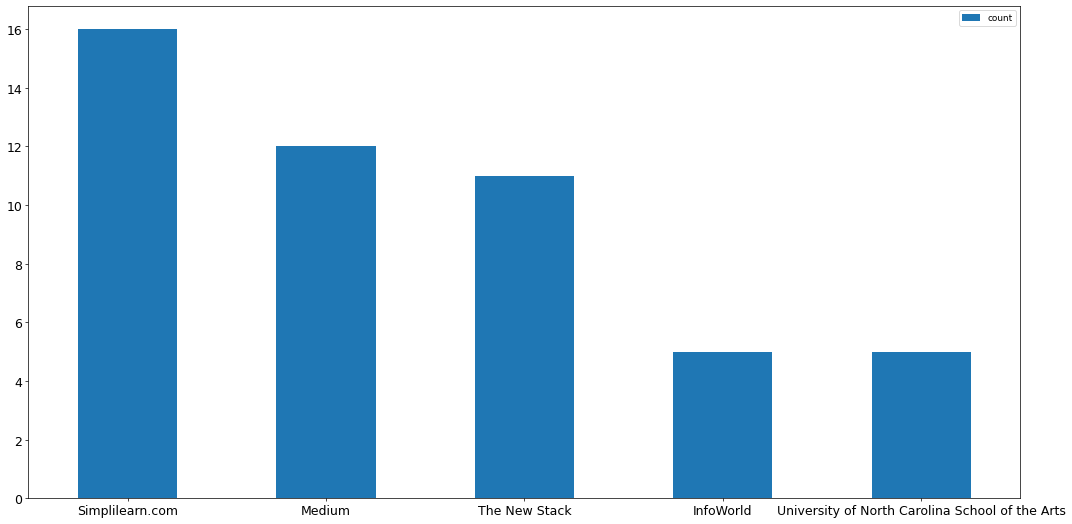 count
16
14
12
10
8
6
4
2
0
Simplilearn.com
Medium
The New Stack
InfoWorld
University of North Carolina School of the Arts